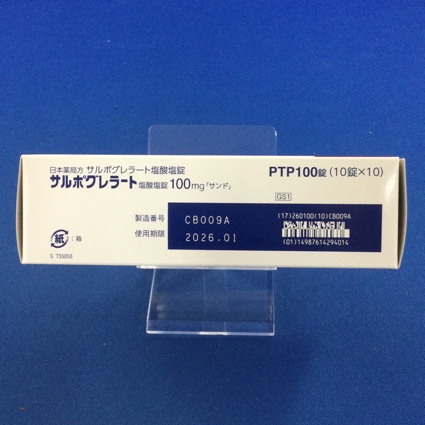 日本薬局方 サルポグレラート塩酸塩錠
サルポグレラート塩酸塩錠100mg「サンド」
PTP100錠(10錠×10)
GS1
製造番号 CB009A
使用期限 2026.01
(17)260100(10)CB009A
(01)14987614294014
紙:箱
S TS5050